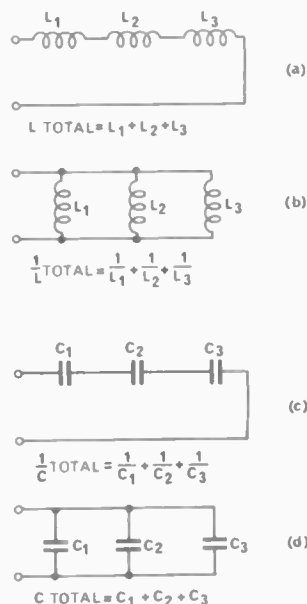 L₁ L₂ L₃
(a)
L TOTAL = L₁ + L₂ + L₃
L₁ L₂ L₃
(b)
1/L TOTAL = 1/L₁ + 1/L₂ + 1/L₃
C₁ C₂ C₃
(c)
1/C TOTAL = 1/C₁ + 1/C₂ + 1/C₃
C₁ C₂ C₃
(d)
C TOTAL = C₁ + C₂ + C₃